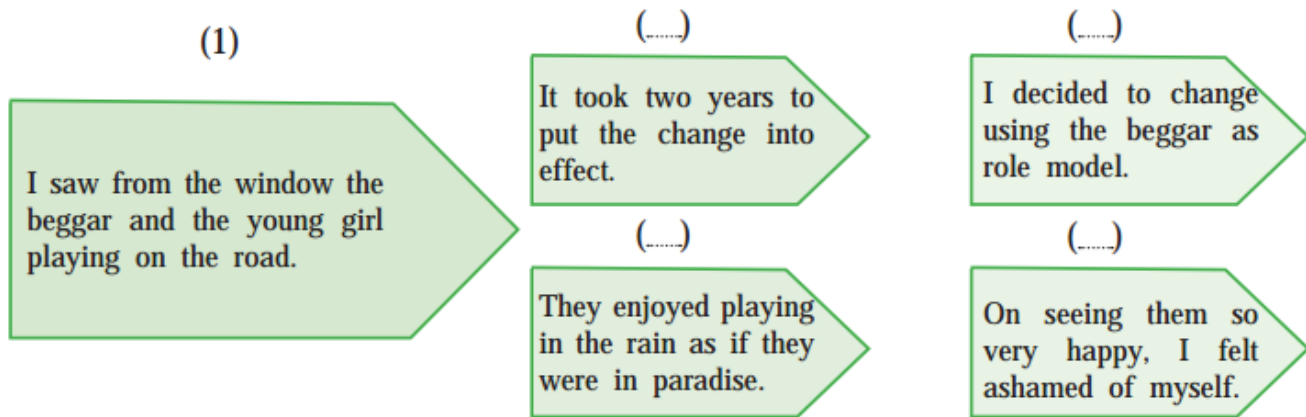 (1)
I saw from the window the
beggar and the young girl
playing on the road.
(.......)
It took two years to
put the change into
effect.
(.......)
I decided to change
using the beggar as
role model.
(.......)
They enjoyed playing
in the rain as if they
were in paradise.
(.......)
On seeing them so
very happy, I felt
ashamed of myself.